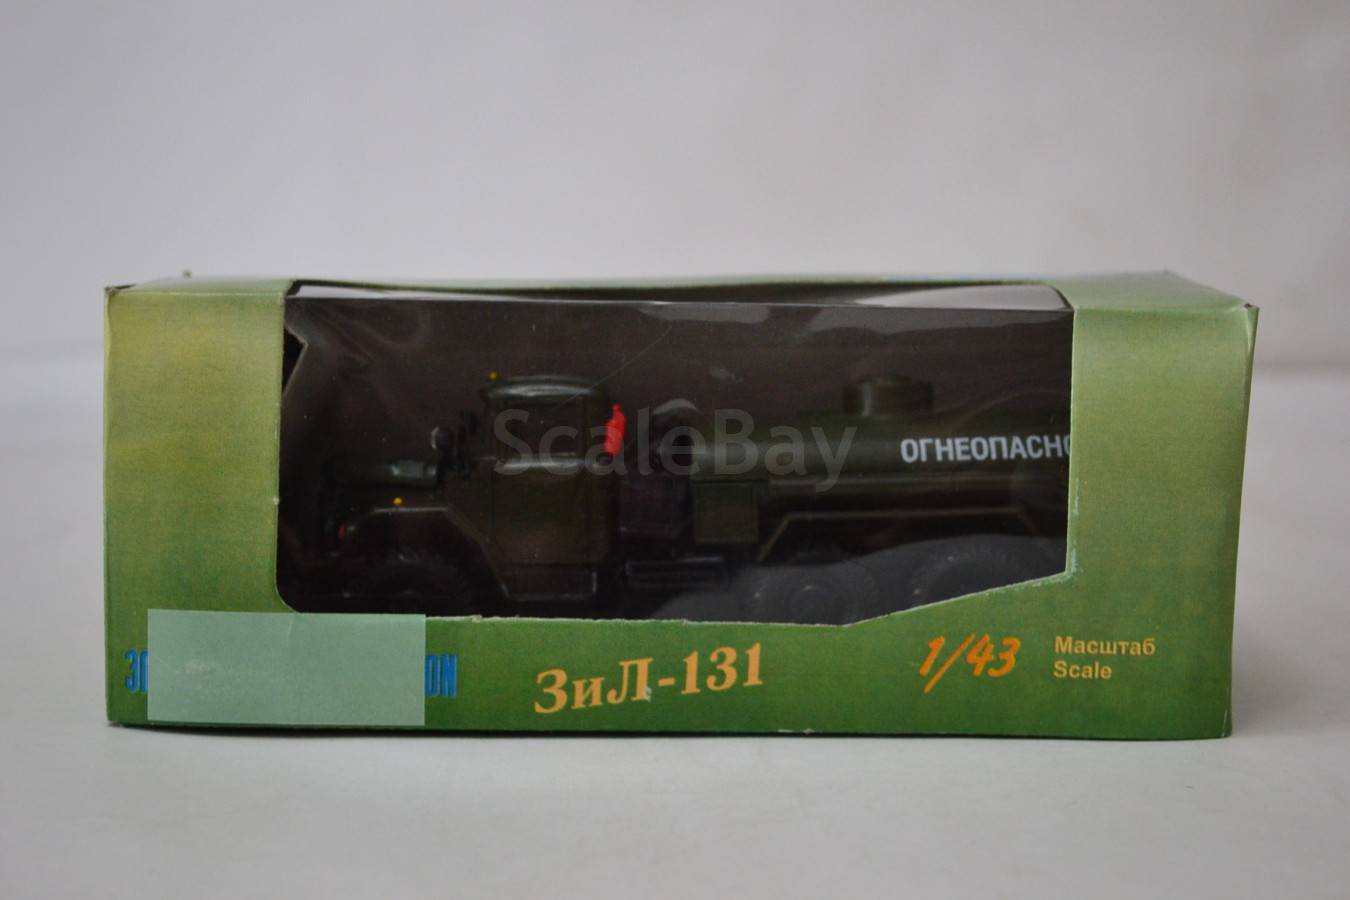 ScaleBay
ОГНЕОПАСНО
ЗиЛ-131
1/43
Масштаб
Scale